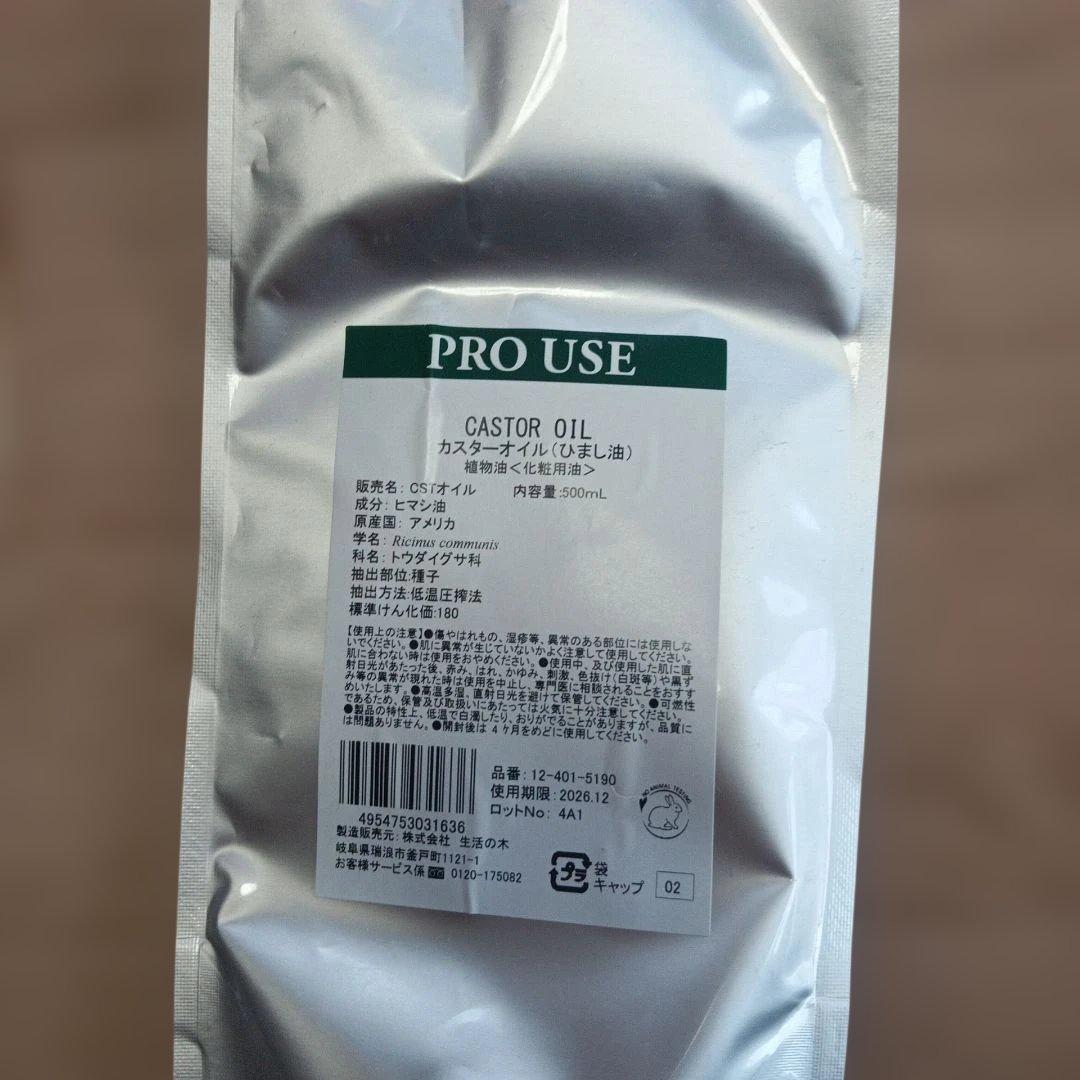 PRO USE
CASTOR OIL
カスターオイル(ひまし油)
植物油<化粧用油>
販売名: CSTオイル 内容量:500mL
成分: ヒマシ油
原産国: アメリカ
学名: Ricinus communis
科名: トウダイグサ科
抽出部位:種子
抽出方法:低温圧搾法
標準けん化価:180
【使用上の注意】●傷やはれもの、湿疹等、異常のある部位には使用しな
いでください。●肌に異常が生じていないかよく注意して使用してください。
肌に合わない時は使用をおやめください。●使用中、及び使用した肌に直
射日光があたった後、赤み、はれ、かゆみ、刺激、色抜け(白斑等)や黒ず
み等の異常が現れた時は使用を中止し、専門医に相談されることをおすす
めいたします。●高温多湿、直射日光を避けて保管してください。●可燃性
であるため、保管及び取扱いにあたっては火気に十分注意してください。
●製品の特性上、低温で白濁したり、おりがでることがありますが、品質に
は問題ありません。●開封後は 4 ケ月をめどに使用してください。
品番: 12-401-5190
使用期限: 2026.12
ロットNo: 4A1
NO ANIMAL TESTING
4954753031636
製造販売元: 株式会社 生活の木
岐阜県瑞浪市釜戸町1121-1
お客様サービス係 0120-175082
プラ
袋
キャップ
02